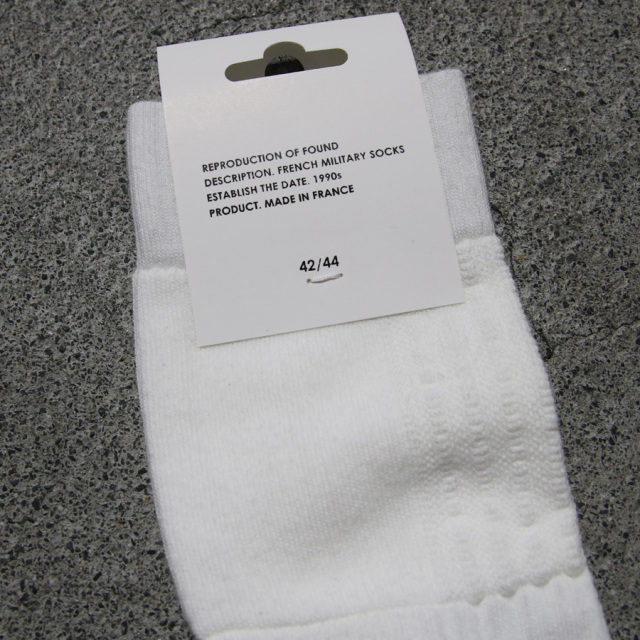 REPRODUCTION OF FOUND
DESCRIPTION. FRENCH MILITARY SOCKS
ESTABLISH THE DATE. 1990s
PRODUCT. MADE IN FRANCE
42/44